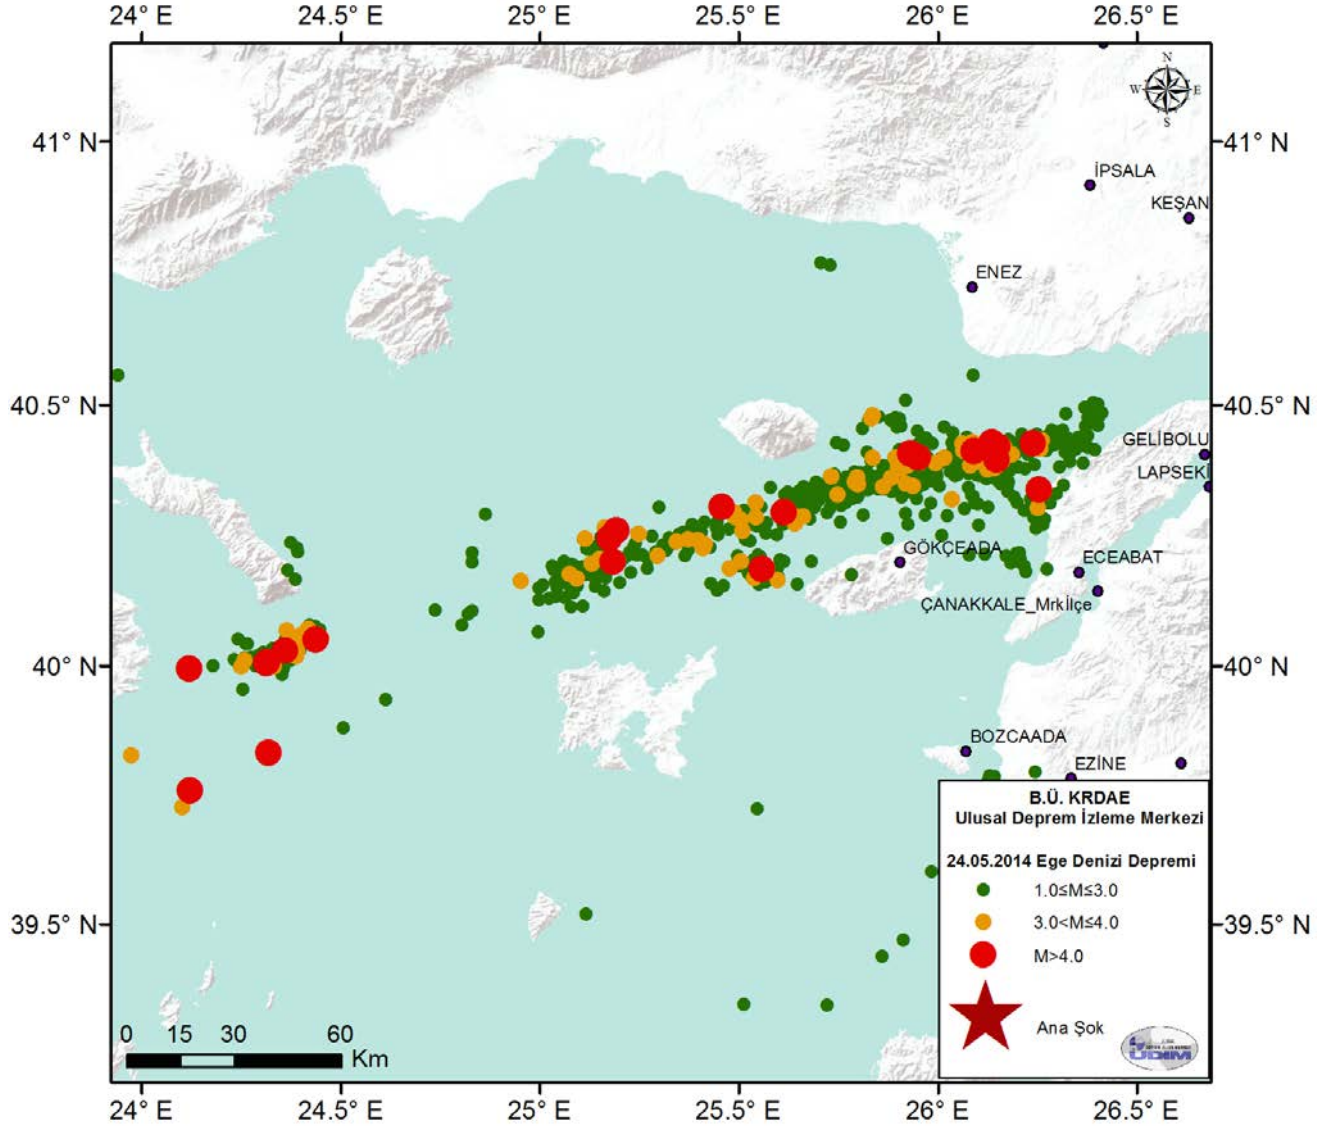 24° E 24.5° E 25° E 25.5° E 26° E 26.5° E
N
W E
S
41° N 41° N
İPSALA
KEŞAN
ENEZ
40.5° N 40.5° N
GELİBOLU
LAPSEKİ
GÖKÇEADA
ECEABAT
ÇANAKKALE_Mrkİlçe
40° N 40° N
BOZCAADA
EZİNE
B.Ü. KRDAE
Ulusal Deprem İzleme Merkezi
24.05.2014 Ege Denizi Depremi
1.0≤M≤3.0
3.0<M≤4.0
M>4.0
Ana Şok
39.5° N 39.5° N
0 15 30 60
Km
UDİM
24° E 24.5° E 25° E 25.5° E 26° E 26.5° E